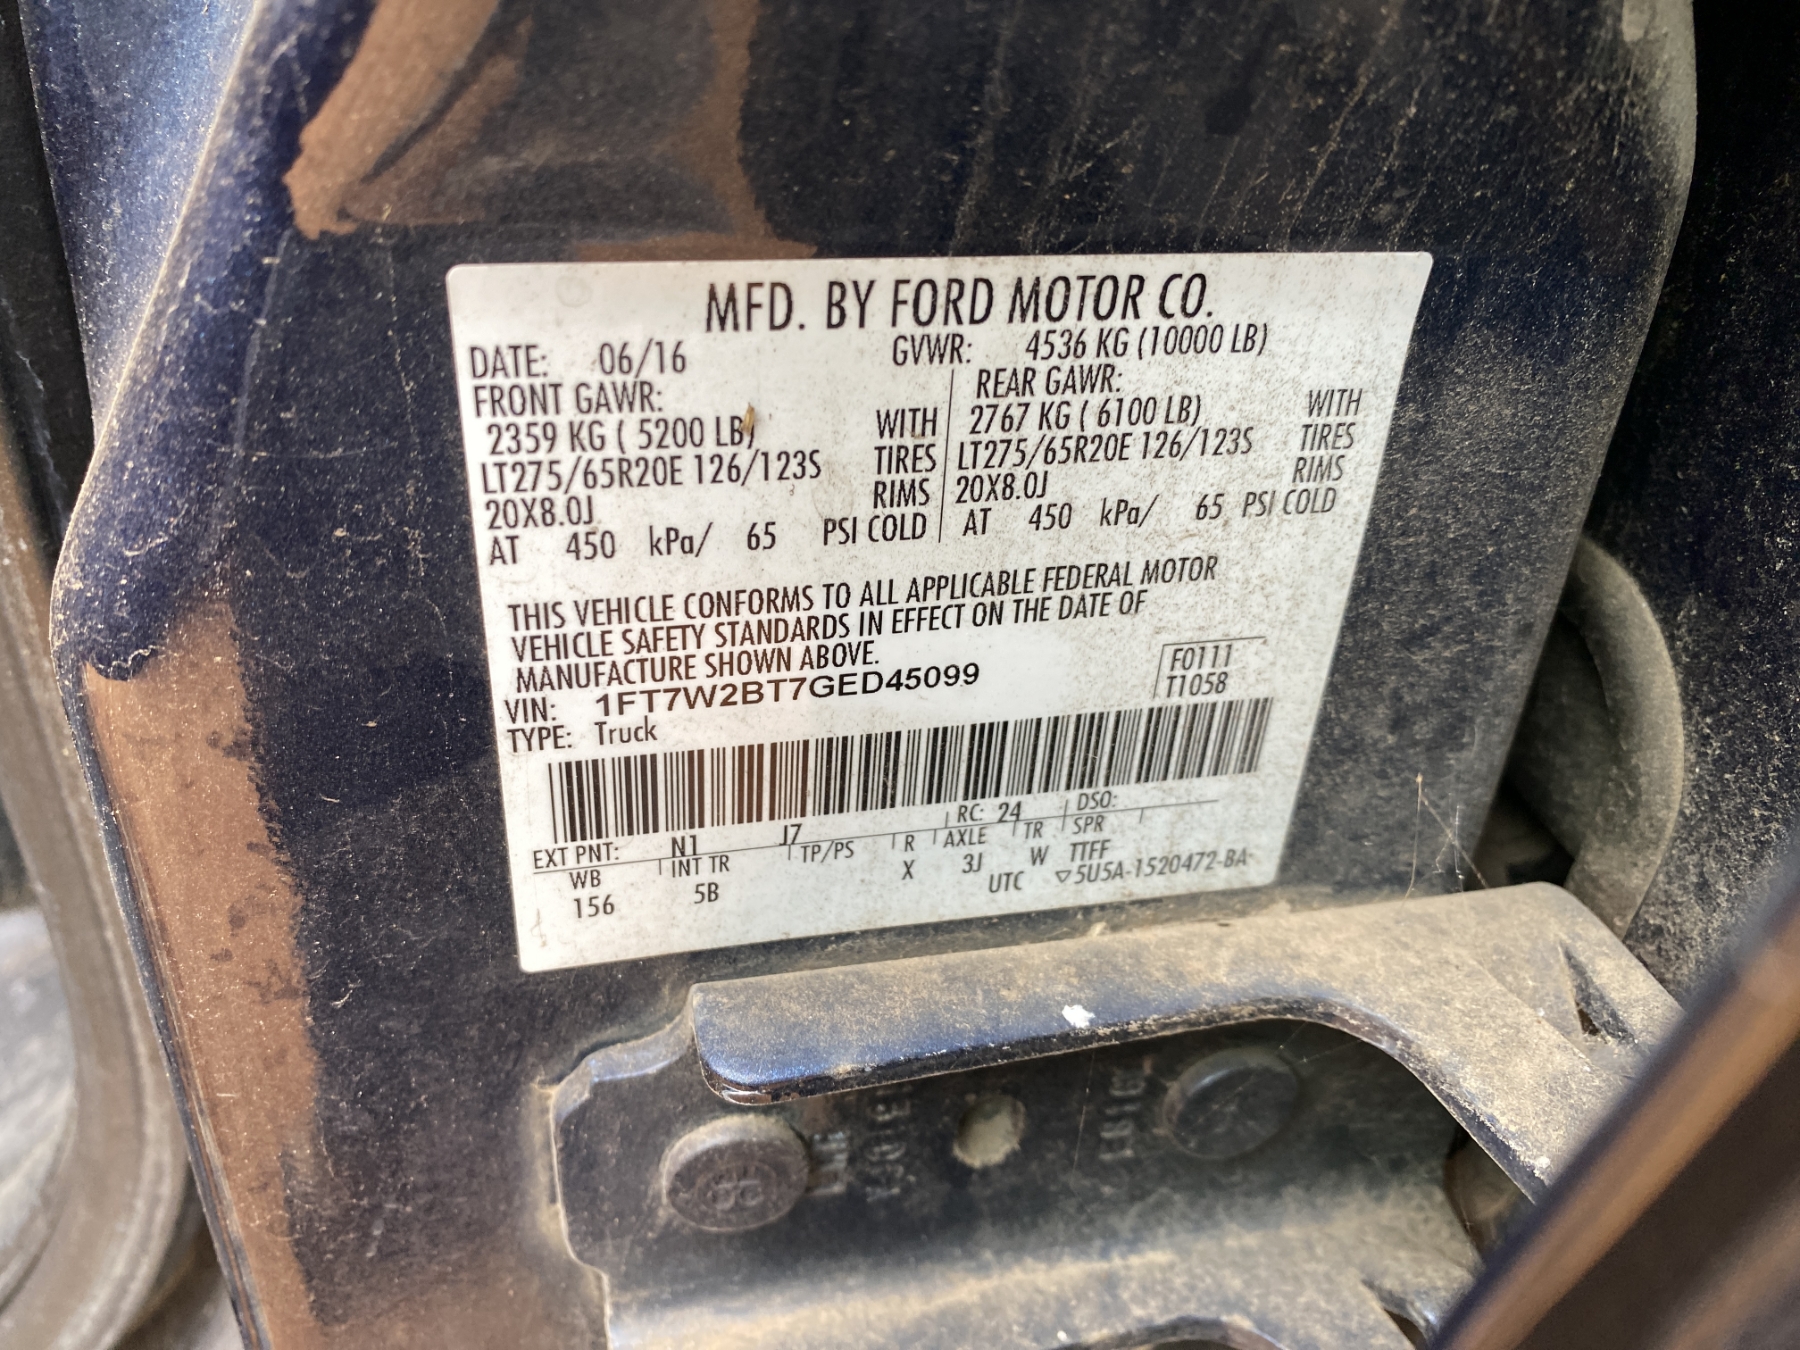 MFD. BY FORD MOTOR CO.
DATE: 06/16 GVWR: 4536 KG (10000 LB)
FRONT GAWR: REAR GAWR:
2359 KG ( 5200 LB) WITH 2767 KG ( 6100 LB) WITH
LT275/65R20E 126/123S TIRES LT275/65R20E 126/123S TIRES
20X8.0J RIMS 20X8.0J RIMS
AT 450 kPa/ 65 PSI COLD AT 450 kPa/ 65 PSI COLD
THIS VEHICLE CONFORMS TO ALL APPLICABLE FEDERAL MOTOR
VEHICLE SAFETY STANDARDS IN EFFECT ON THE DATE OF
MANUFACTURE SHOWN ABOVE.
VIN: 1FT7W2BT7GED45099 F0111
TYPE: Truck T1058
EXT PNT: N1 J7 RC: 24 DSO:
WB INT TR TP/PS R AXLE TR SPR
156 5B X 3J W TTFF
UTC ▽5U5A-1520472-BA